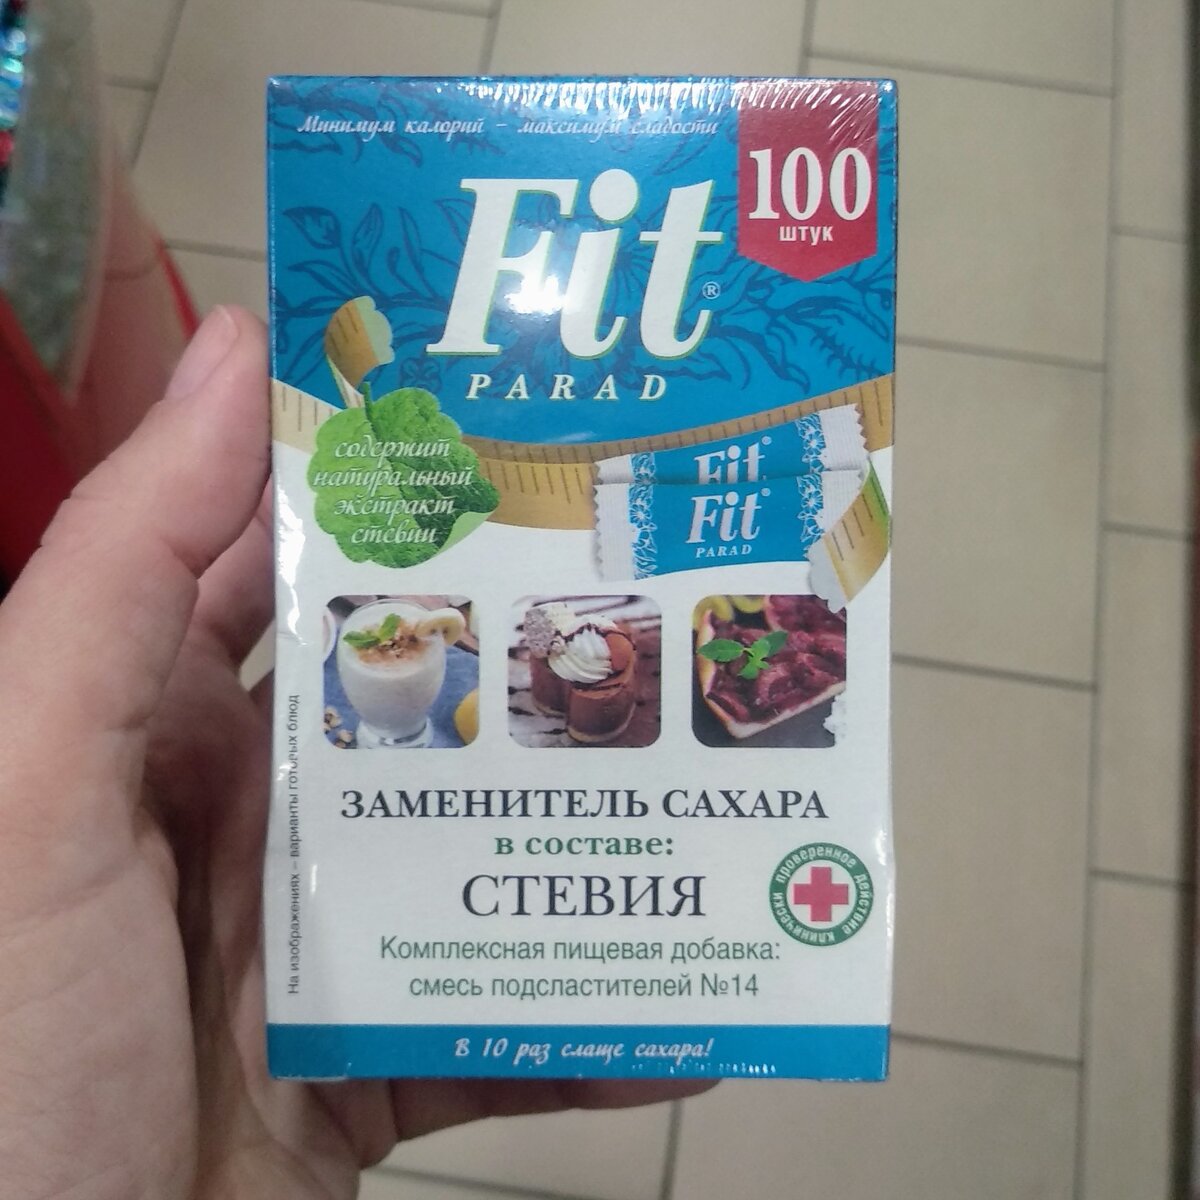 Минимум калорий – максимум сладости
100
штук
Fit®
PARAD
содержит
натуральный
экстракт
стевии
Fit®
Fit®
PARAD
На изображениях – варианты готовых блюд
ЗАМЕНИТЕЛЬ САХАРА
в составе:
СТЕВИЯ
проверенное действие клинически
Комплексная пищевая добавка:
смесь подсластителей №14
В 10 раз слаще сахара!